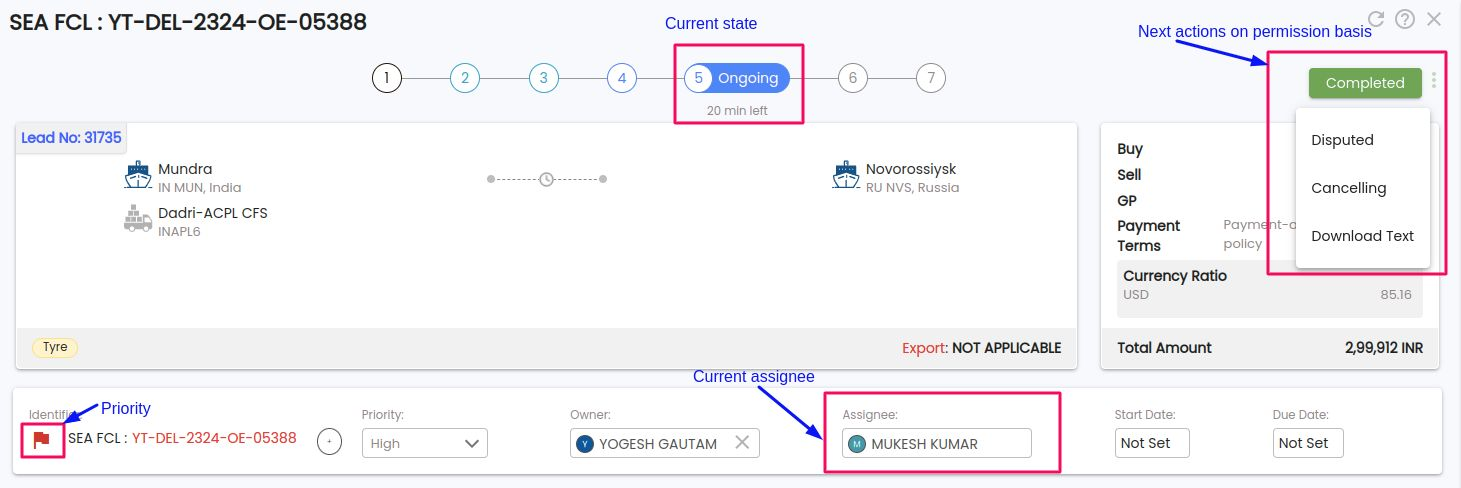 SEA FCL : YT-DEL-2324-OE-05388
Current state
Next actions on permission basis
1
2
3
4
5 Ongoing
6
7
20 min left
Completed
Disputed
Cancelling
Download Text
Lead No: 31735
Mundra
IN MUN, India
Dadri-ACPL CFS
INAPL6
Novorossiysk
RU NVS, Russia
Tyre
Export: NOT APPLICABLE
Buy
Sell
GP
Payment Terms
policy
Currency Ratio
USD 85.16
Total Amount 2,99,912 INR
Current assignee
Priority
Priority:
Owner:
Assignee:
Start Date:
Due Date:
SEA FCL : YT-DEL-2324-OE-05388
+
High
Y YOGESH GAUTAM
M MUKESH KUMAR
Not Set
Not Set